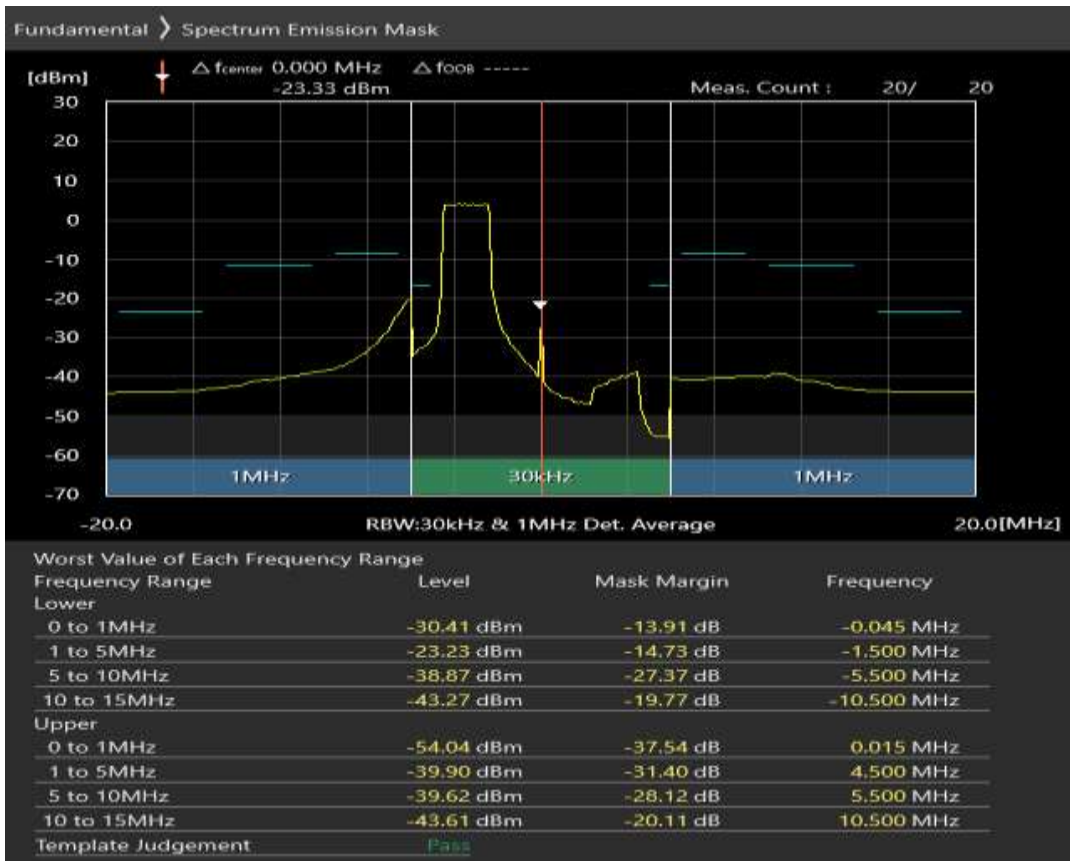 Fundamental 〉 Spectrum Emission Mask
△ fcenter 0.000 MHz △ fOOB -----
[dBm] -23.33 dBm Meas. Count : 20/ 20
30
20
10
0
-10
-20
-30
-40
-50
-60
-70
1MHz 30kHz 1MHz
-20.0 RBW:30kHz & 1MHz Det. Average 20.0[MHz]
Worst Value of Each Frequency Range
Frequency Range Level Mask Margin Frequency
Lower
0 to 1MHz -30.41 dBm -13.91 dB -0.045 MHz
1 to 5MHz -23.23 dBm -14.73 dB -1.500 MHz
5 to 10MHz -38.87 dBm -27.37 dB -5.500 MHz
10 to 15MHz -43.27 dBm -19.77 dB -10.500 MHz
Upper
0 to 1MHz -54.04 dBm -37.54 dB 0.015 MHz
1 to 5MHz -39.90 dBm -31.40 dB 4.500 MHz
5 to 10MHz -39.62 dBm -28.12 dB 5.500 MHz
10 to 15MHz -43.61 dBm -20.11 dB 10.500 MHz
Template Judgement Pass